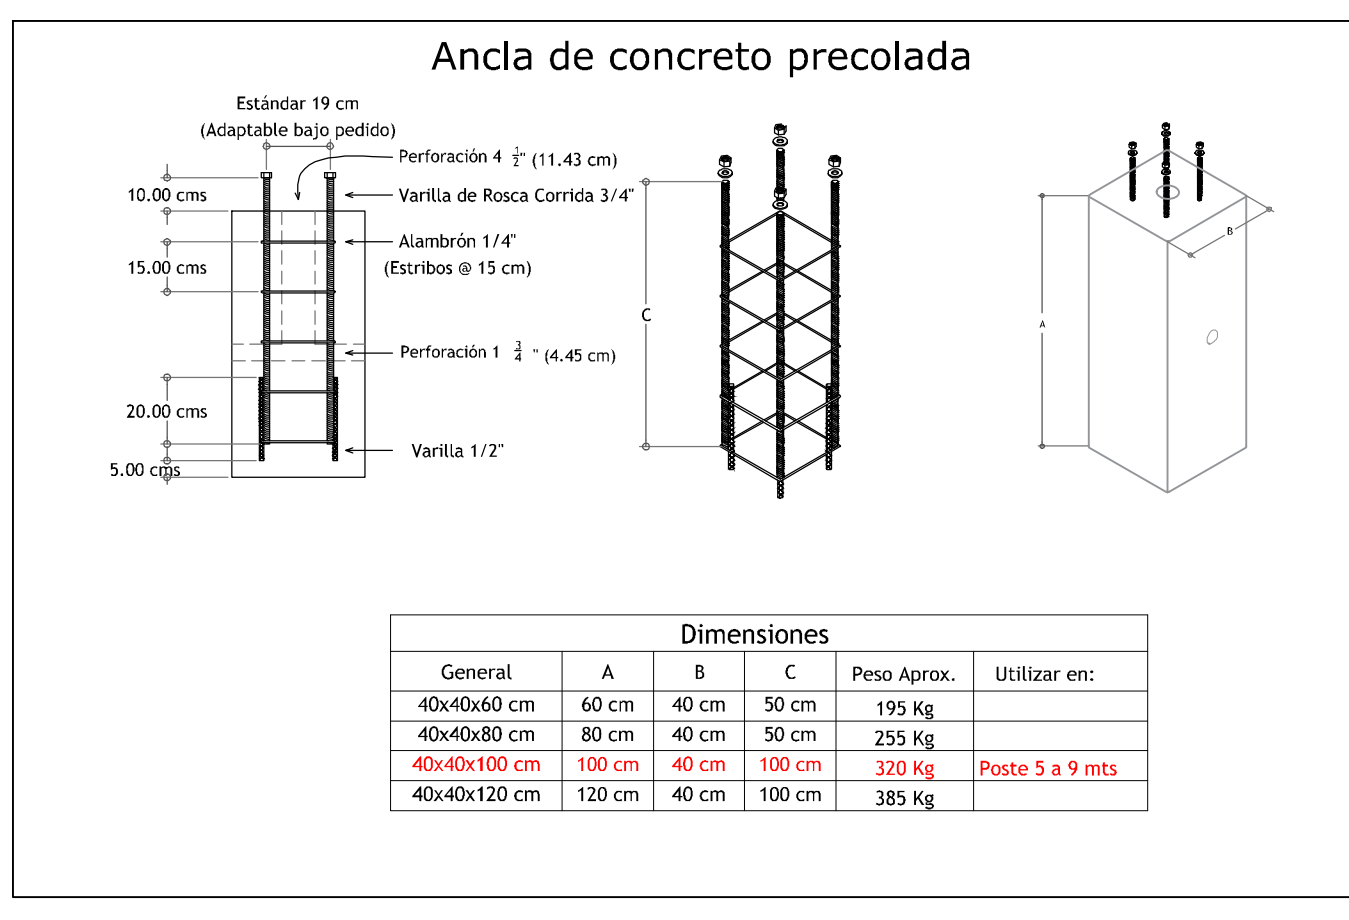 Ancla de concreto precolada
Estándar 19 cm
(Adaptable bajo pedido)
Perforación 4 1/2" (11.43 cm)
10.00 cms
Varilla de Rosca Corrida 3/4"
Alambrón 1/4"
15.00 cms
(Estribos @ 15 cm)
Perforación 1 3/4 " (4.45 cm)
20.00 cms
Varilla 1/2"
5.00 cms
C
A
B
Dimensiones
General A B C Peso Aprox. Utilizar en:
40x40x60 cm 60 cm 40 cm 50 cm 195 Kg
40x40x80 cm 80 cm 40 cm 50 cm 255 Kg
40x40x100 cm 100 cm 40 cm 100 cm 320 Kg Poste 5 a 9 mts
40x40x120 cm 120 cm 40 cm 100 cm 385 Kg